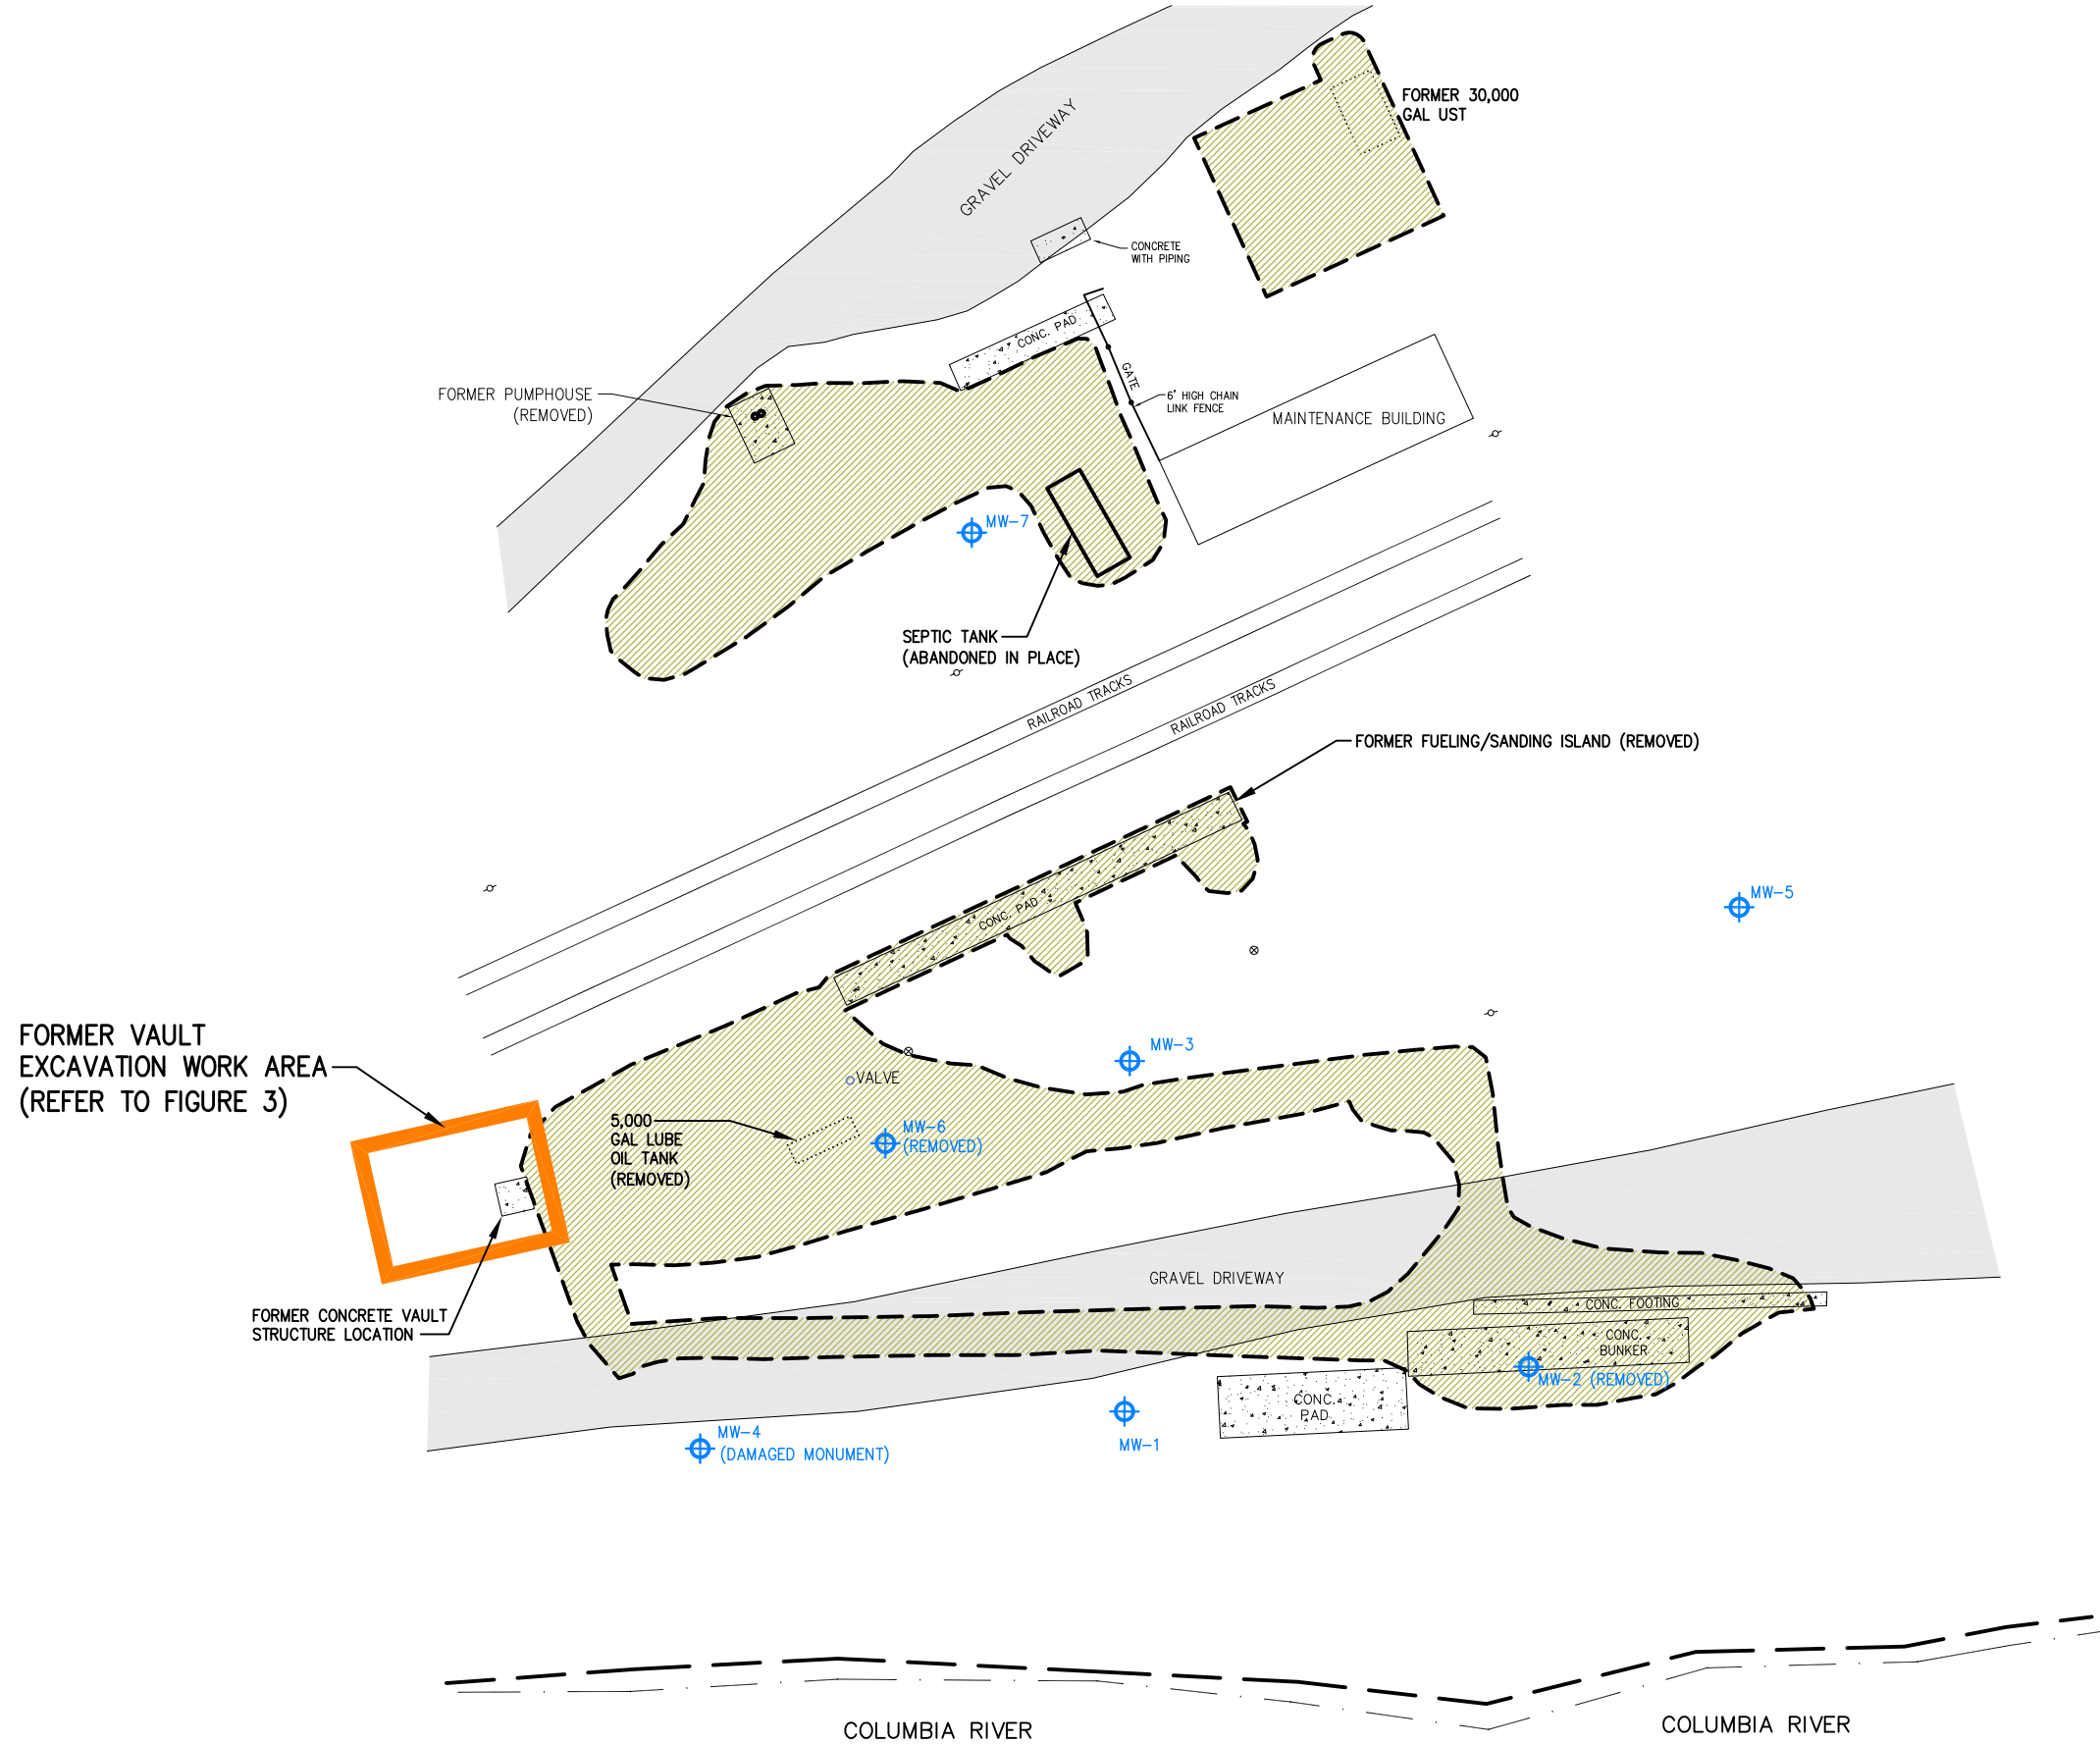 GRAVEL DRIVEWAY
FORMER 30,000
GAL UST
CONCRETE
WITH PIPING
CONC. PAD
GATE
6' HIGH CHAIN
LINK FENCE
FORMER PUMPHOUSE
(REMOVED)
MAINTENANCE BUILDING
MW-7
SEPTIC TANK
(ABANDONED IN PLACE)
RAILROAD TRACKS
RAILROAD TRACKS
FORMER FUELING/SANDING ISLAND (REMOVED)
CONC. PAD
MW-5
FORMER VAULT
EXCAVATION WORK AREA
(REFER TO FIGURE 3)
MW-3
VALVE
5,000
GAL LUBE
OIL TANK
(REMOVED)
MW-6
(REMOVED)
GRAVEL DRIVEWAY
FORMER CONCRETE VAULT
STRUCTURE LOCATION
CONC. FOOTING
CONC.
BUNKER
MW-2 (REMOVED)
CONC.
PAD
MW-4
(DAMAGED MONUMENT)
MW-1
COLUMBIA RIVER
COLUMBIA RIVER